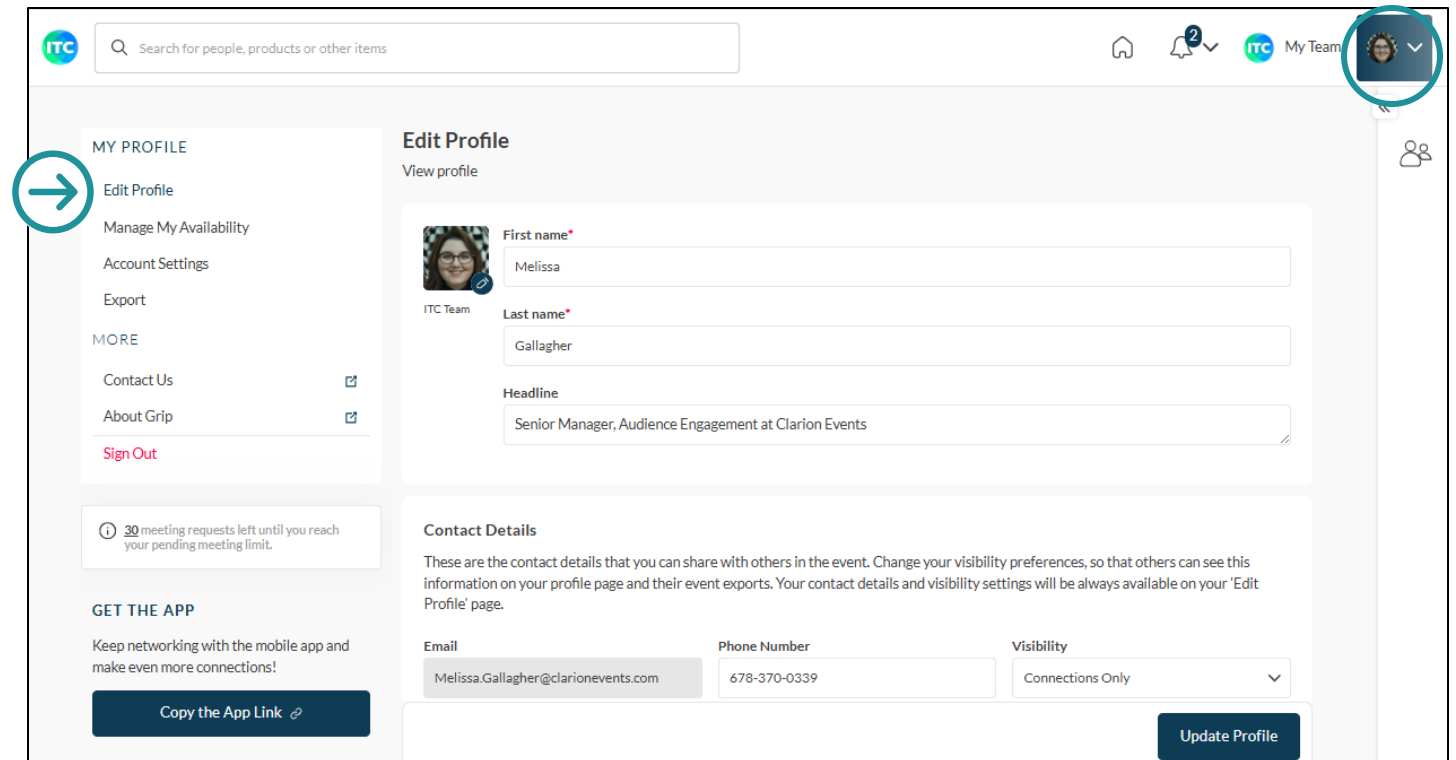 ITC
Search for people, products or other items
2
ITC
My Team
MY PROFILE
Edit Profile
Manage My Availability
Account Settings
Export
MORE
Contact Us
About Grip
Sign Out
30 meeting requests left until you reach
your pending meeting limit.
GET THE APP
Keep networking with the mobile app and
make even more connections!
Copy the App Link
Edit Profile
View profile
ITC Team
First name*
Melissa
Last name*
Gallagher
Headline
Senior Manager, Audience Engagement at Clarion Events
Contact Details
These are the contact details that you can share with others in the event. Change your visibility preferences, so that others can see this
information on your profile page and their event exports. Your contact details and visibility settings will be always available on your 'Edit
Profile' page.
Email
Phone Number
Visibility
Melissa.Gallagher@clarionevents.com
678-370-0339
Connections Only
Update Profile